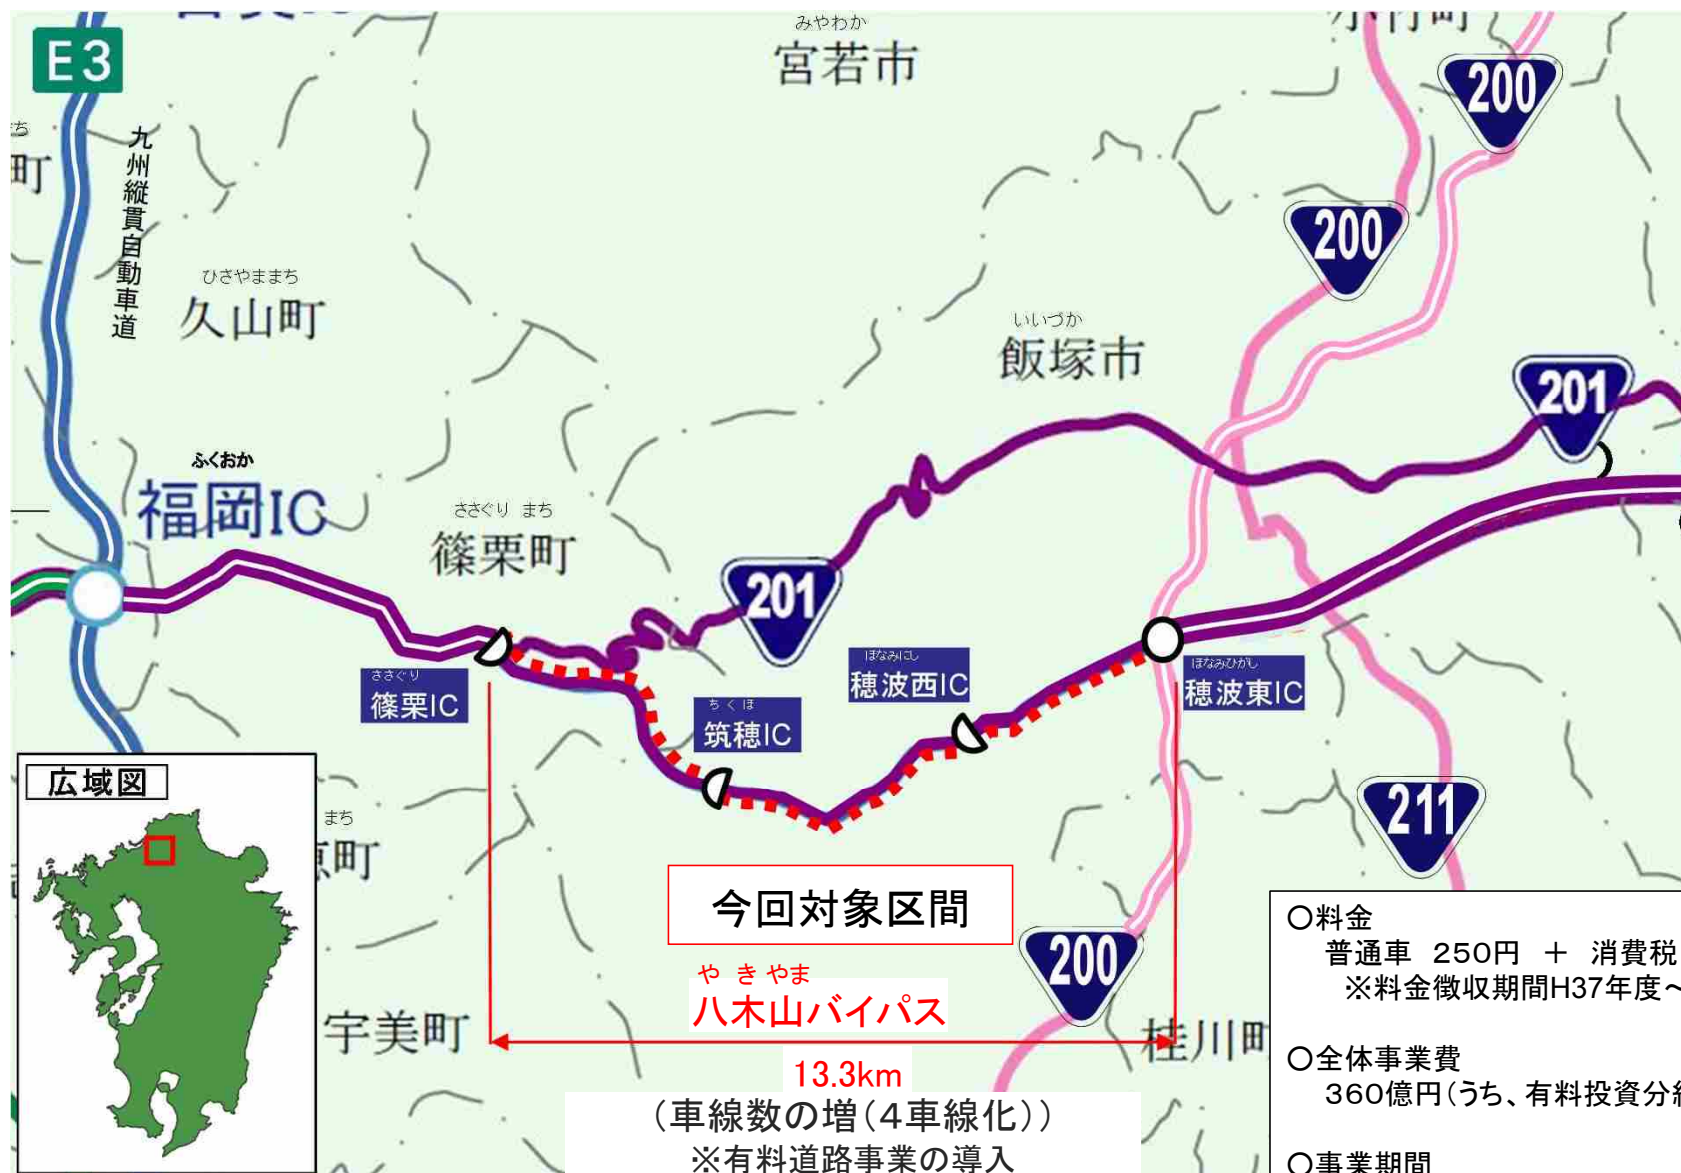 E3
みやわか
宮若市
200
九州縦貫自動車道
ち
町
200
ひさやままち
久山町
いいづか
飯塚市
201
ふくおか
福岡IC
ささぐり まち
篠栗町
201
ほなみにし
穂波西IC
ほなみひがし
穂波東IC
ささぐり
篠栗IC
ちくほ
筑穂IC
広域図
まち
町
211
今回対象区間
200
やきやま
八木山バイパス
宇美町
桂川町
13.3km
(車線数の増(4車線化))
※有料道路事業の導入
○料金
普通車 250円 + 消費税
※料金徴収期間H37年度~
○全体事業費
360億円(うち、有料投資分
○事業期間